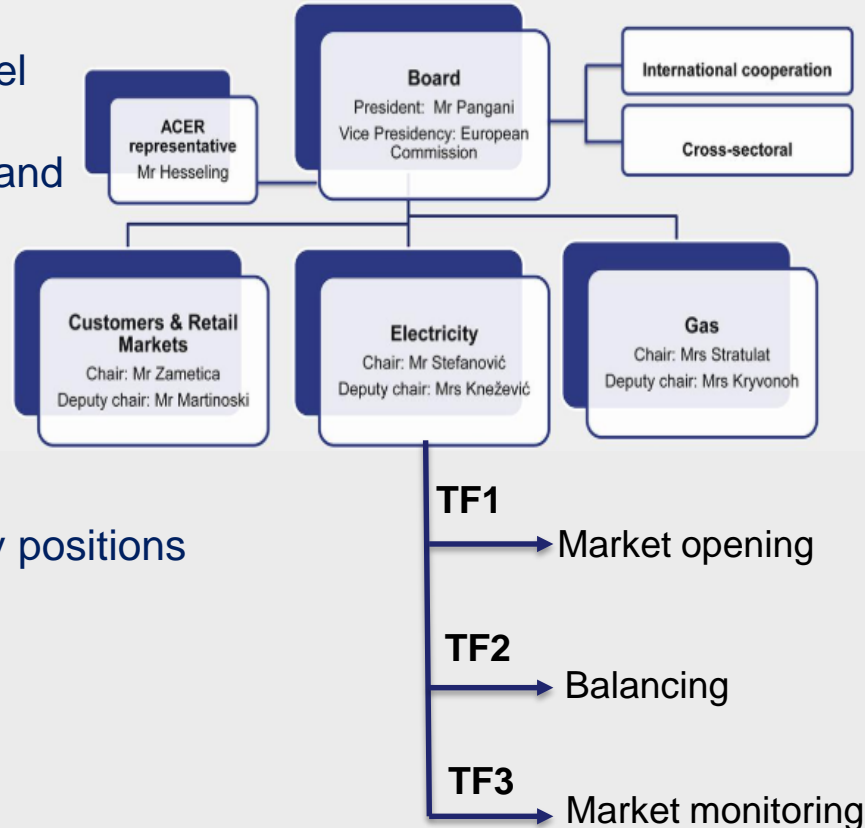 el
and
y positions
Board
President: Mr Pangani
Vice Presidency: European
Commission
International cooperation
Cross-sectoral
ACER
representative
Mr Hesseling
Customers & Retail
Markets
Chair: Mr Zametica
Deputy chair: Mr Martinoski
Electricity
Chair: Mr Stefanović
Deputy chair: Mrs Knežević
Gas
Chair: Mrs Stratulat
Deputy chair: Mrs Kryvonoh
TF1
Market opening
TF2
Balancing
TF3
Market monitoring